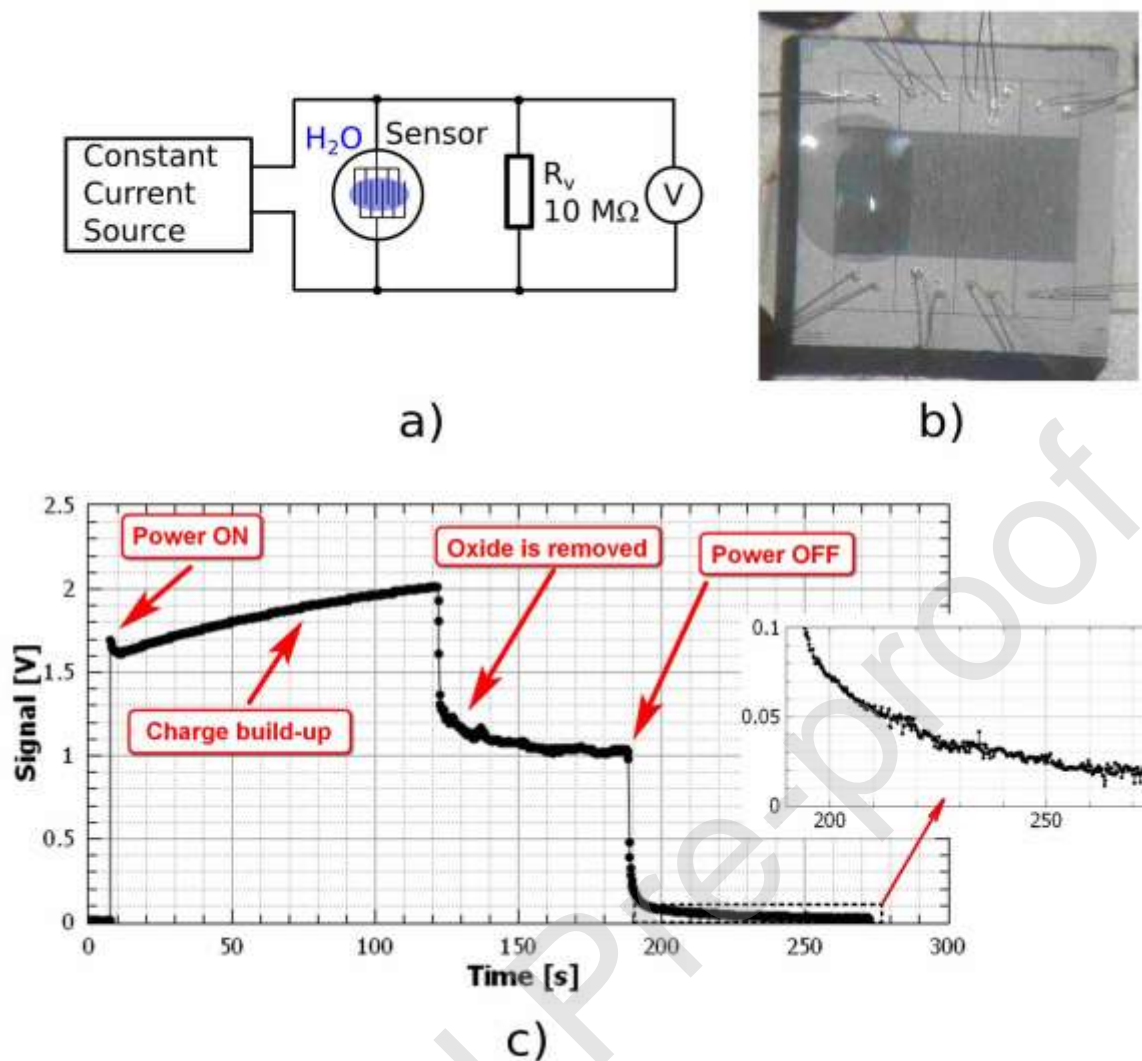 Constant
Current
Source
H₂O
Sensor
Rᵥ
10 MΩ
V
a)
b)
2.5
2
1.5
1
0.5
0
Signal [V]
Power ON
Charge build-up
Oxide is removed
Power OFF
0.1
0.05
0
200
250
0
50
100
150
200
250
300
Time [s]
c)
Pre-proof